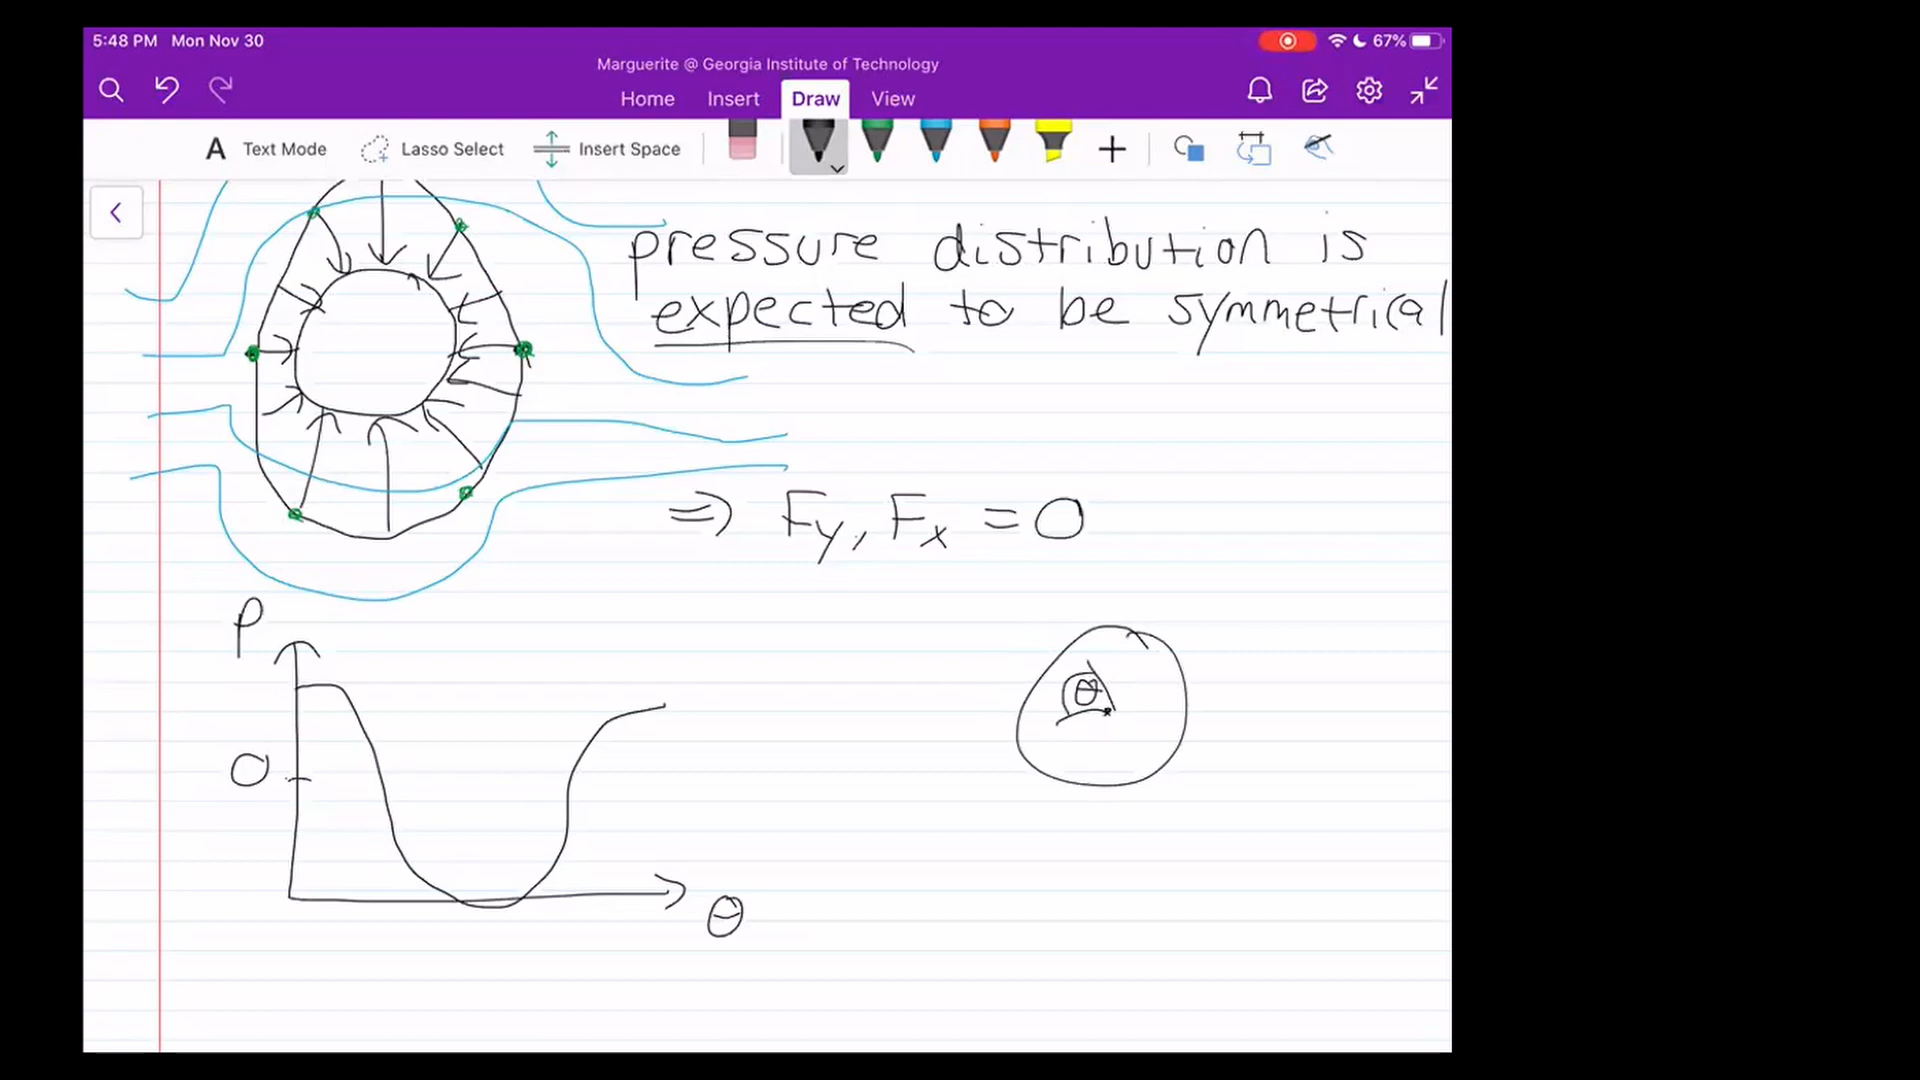 5:48 PM Mon Nov 30
67%
Marguerite @ Georgia Institute of Technology
Home Insert Draw View
A Text Mode Lasso Select Insert Space
pressure distribution is
expected to be symmetrical
⇒ Fy, Fx = 0
P
θ
0
θ